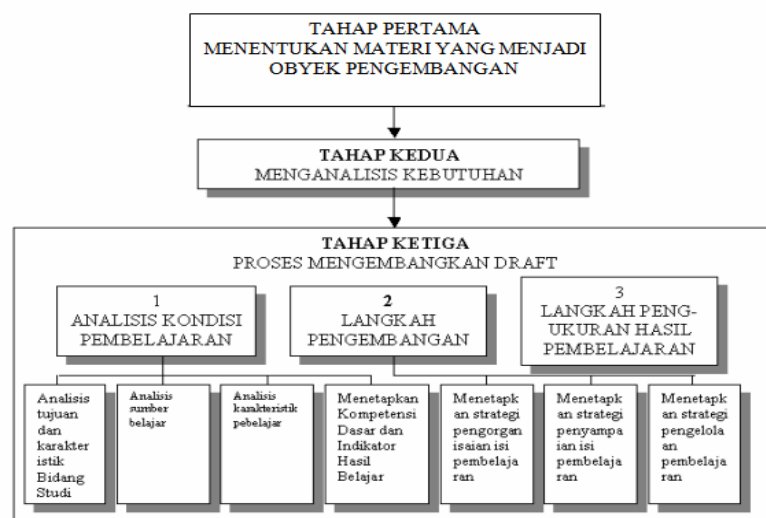 TAHAP PERTAMA
MENENTUKAN MATERI YANG MENJADI
OBYEK PENGEMBANGAN
TAHAP KEDUA
MENGANALISIS KEBUTUHAN
TAHAP KETIGA
PROSES MENGEMBANGKAN DRAFT
1
ANALISIS KONDISI
PEMBELAJARAN
2
LANGKAH
PENGEMBANGAN
3
LANGKAH PENG-
UKURAN HASIL
PEMBELAJARAN
Analisis
tujuan
dan
karakter
istik
Bidang
Studi
Analisis
sumber
belajar
Analisis
karakteristik
pebelajar
Menetapkan
Kompetensi
Dasar dan
Indikator
Hasil
Belajar
Menetapk
an strategi
pengorgan
isaian isi
pembelaja
ran
Menetapk
an strategi
penyampa
ian isi
pembelaja
ran
Menetapk
an strategi
pengelola
an
pembelaja
ran